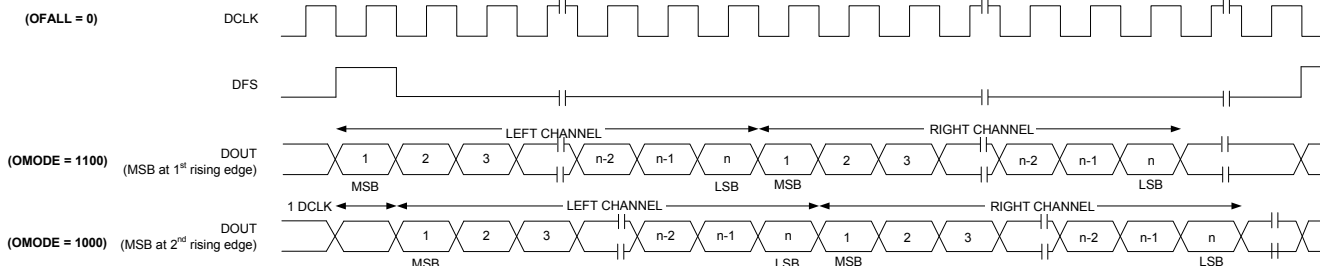 (OFALL = 0) DCLK
DFS
LEFT CHANNEL RIGHT CHANNEL
(OMODE = 1100) DOUT 1 2 3 n-2 n-1 n 1 2 3 n-2 n-1 n
(MSB at 1st rising edge)
MSB LSB MSB LSB
1 DCLK LEFT CHANNEL RIGHT CHANNEL
(OMODE = 1000) DOUT 1 2 3 n-2 n-1 n 1 2 3 n-2 n-1 n
(MSB at 2nd rising edge)
MSB LSB MSB LSB